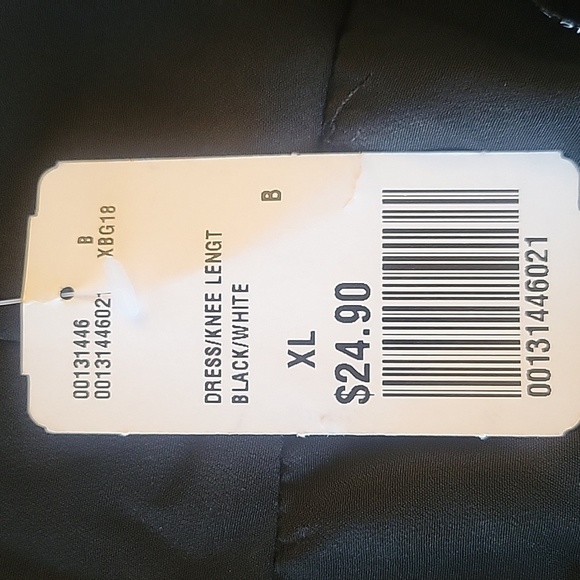 00131446 B
00131446021 XBG18
DRESS/KNEE LENGT
BLACK/WHITE
B
XL
$24.90
00131446021